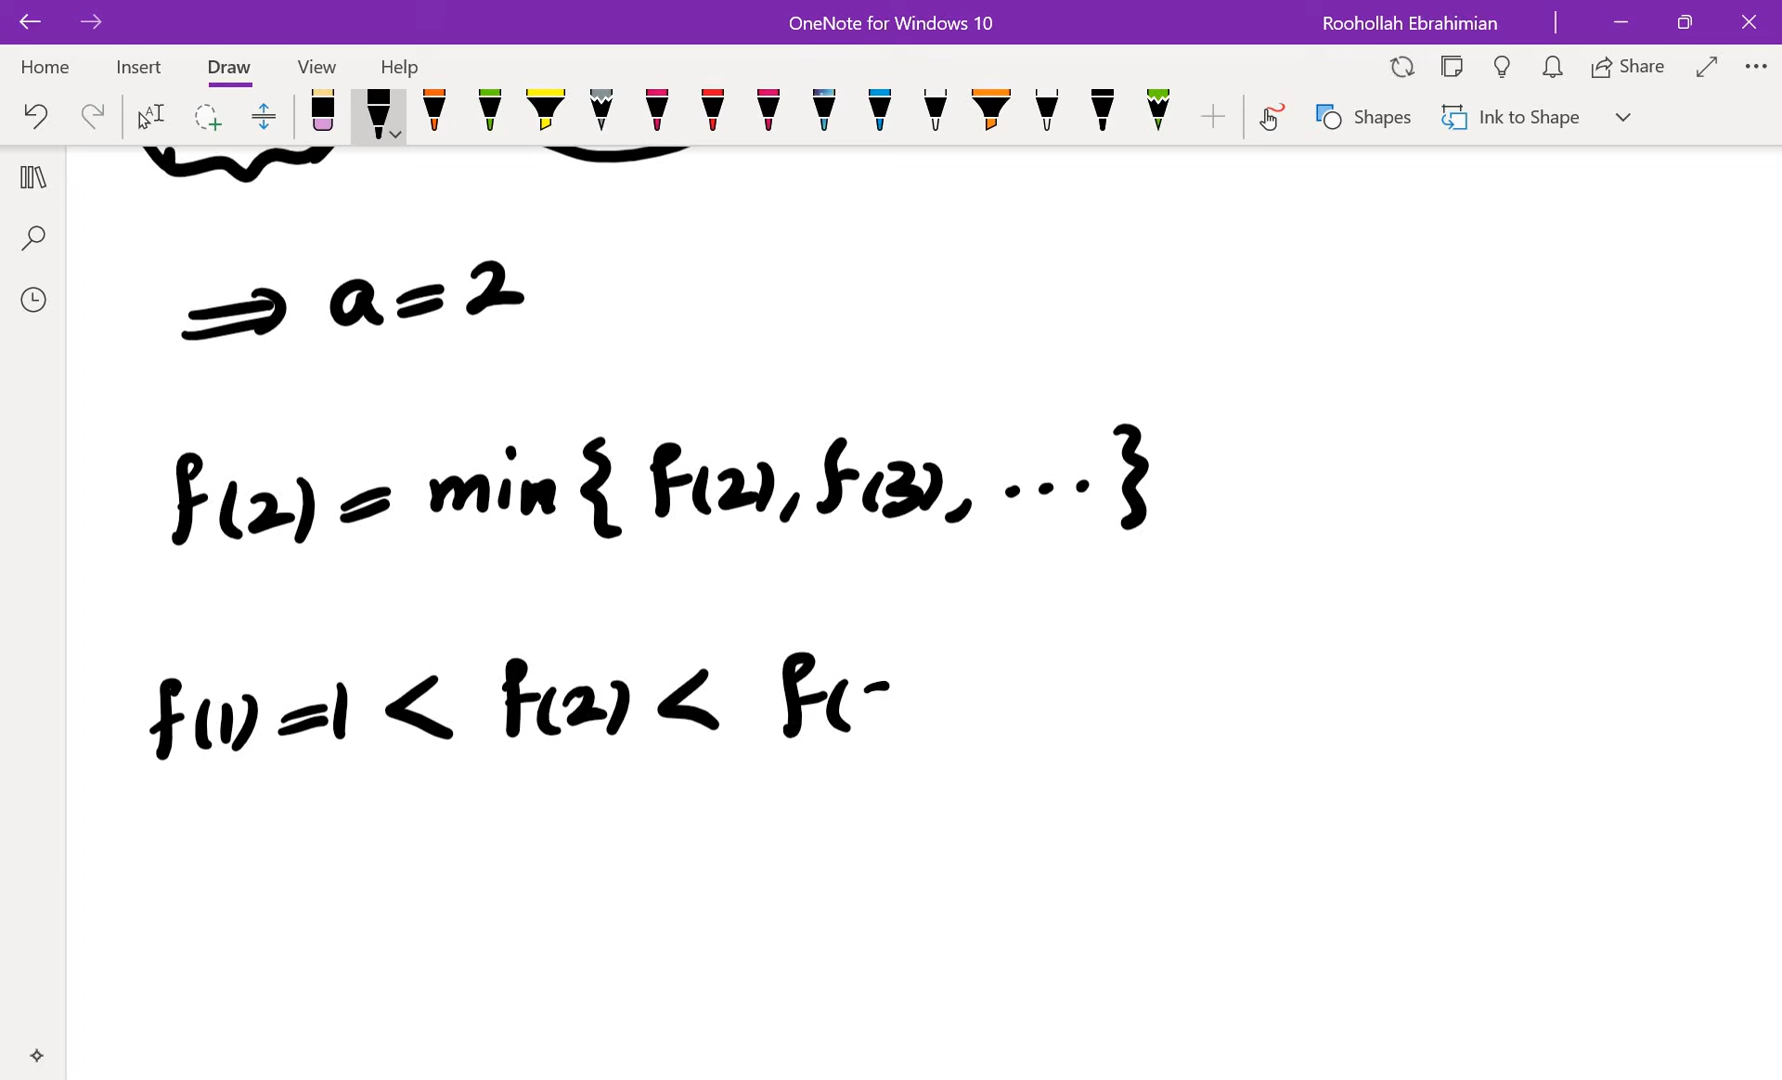 OneNote for Windows 10 Roohollah Ebrahimian
Home Insert Draw View Help Share
Shapes Ink to Shape
⟹ a = 2
f(2) = min { f(2), f(3), ... }
f(1) = 1 < f(2) < f(